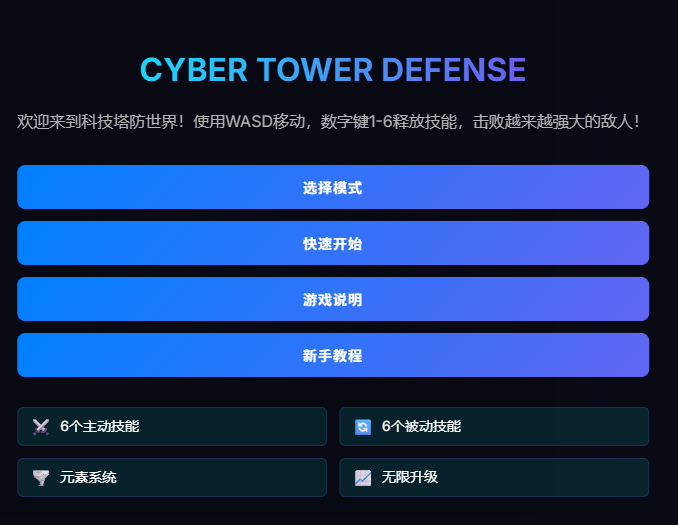 CYBER TOWER DEFENSE
欢迎来到科技塔防世界！使用WASD移动，数字键1-6释放技能，击败越来越强大的敌人！
选择模式
快速开始
游戏说明
新手教程
6个主动技能
6个被动技能
元素系统
无限升级